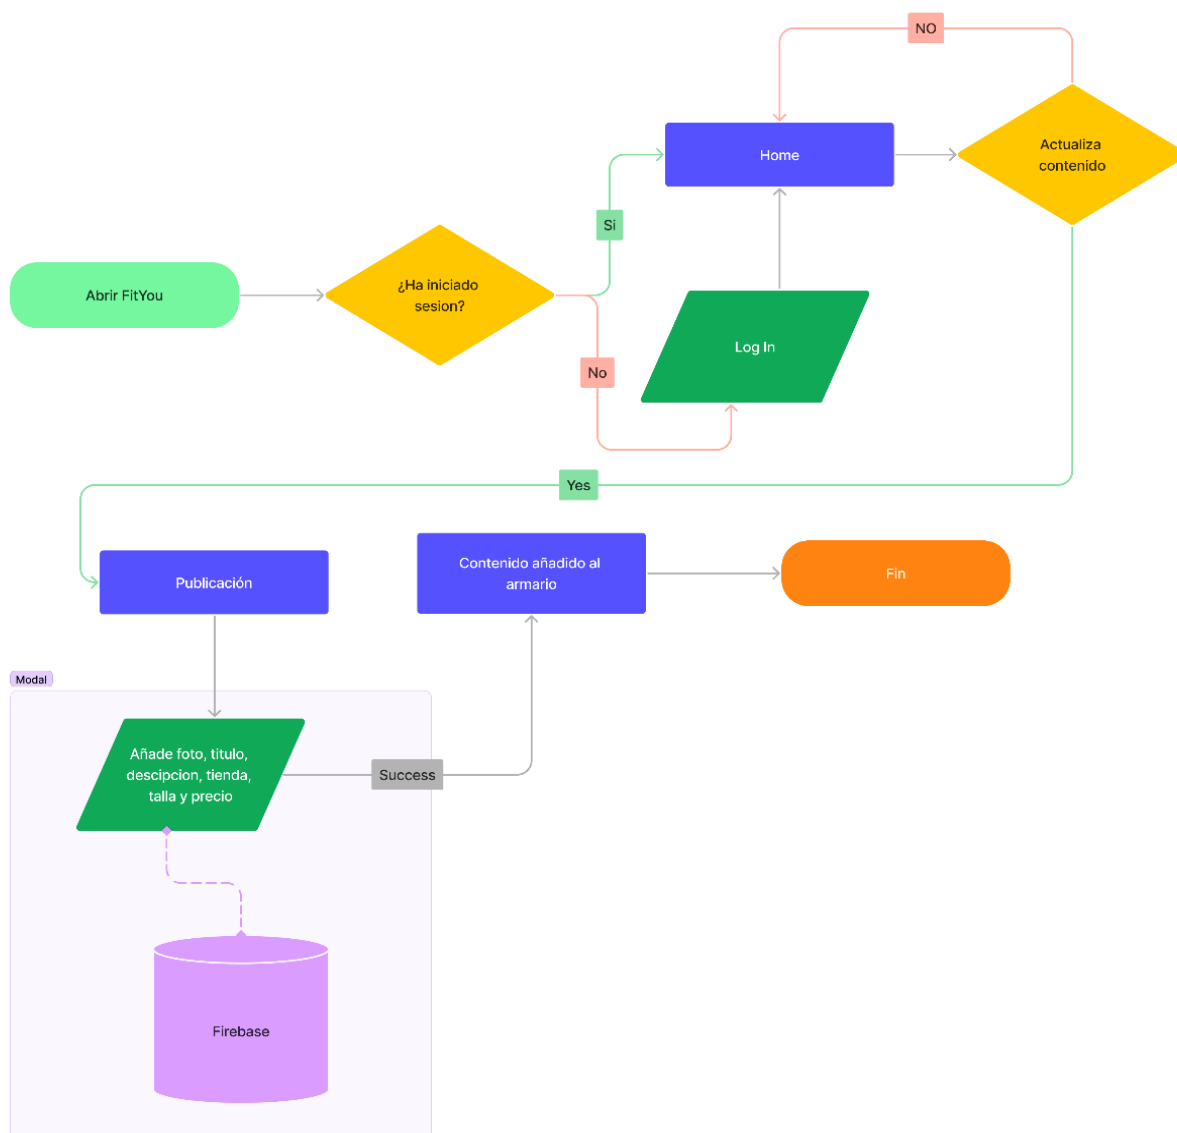 NO
Home
Actualiza
contenido
Si
Abrir FitYou
¿Ha iniciado
sesion?
Log In
No
Yes
Publicación
Contenido añadido al
armario
Fin
Modal
Añade foto, titulo,
descipcion, tienda,
talla y precio
Success
Firebase